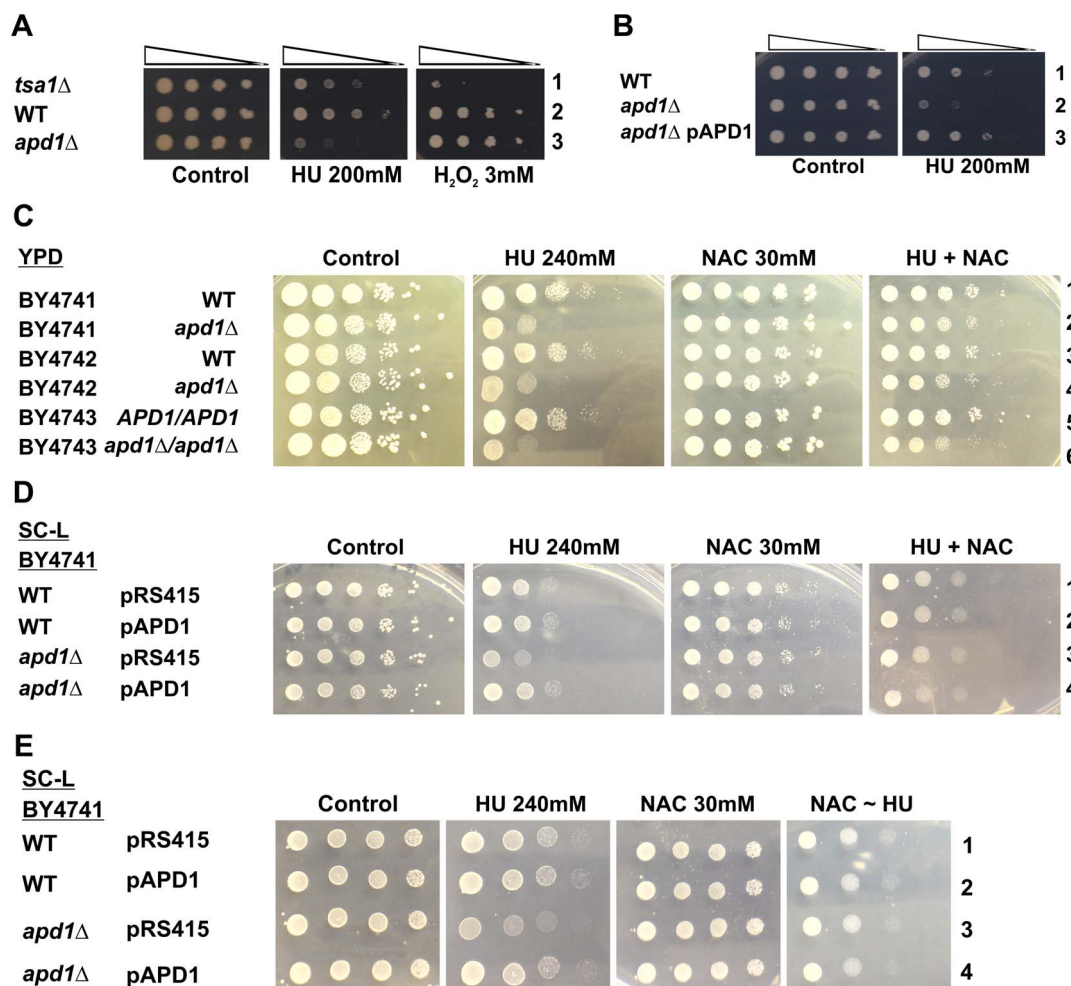 A
tsa1Δ
WT
apd1Δ
1
2
3
Control
HU 200mM
H₂O₂ 3mM
B
WT
apd1Δ
apd1Δ pAPD1
1
2
3
Control
HU 200mM
C
YPD
Control
HU 240mM
NAC 30mM
HU + NAC
BY4741 WT 1
BY4741 apd1Δ 2
BY4742 WT 3
BY4742 apd1Δ 4
BY4743 APD1/APD1 5
BY4743 apd1Δ/apd1Δ 6
D
SC-L
BY4741
Control
HU 240mM
NAC 30mM
HU + NAC
WT pRS415 1
WT pAPD1 2
apd1Δ pRS415 3
apd1Δ pAPD1 4
E
SC-L
BY4741
Control
HU 240mM
NAC 30mM
NAC ~ HU
WT pRS415 1
WT pAPD1 2
apd1Δ pRS415 3
apd1Δ pAPD1 4